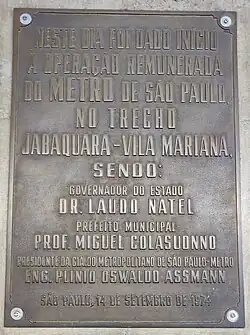 NESTE DIA FOI DADO INÍCIO
A OPERAÇÃO REMUNERADA
DO METRO DE SÃO PAULO,
NO TRECHO
JABAQUARA-VILA MARIANA,
SENDO:
GOVERNADOR DO ESTADO
DR. LAUDO NATEL
PREFEITO MUNICIPAL
PROF. MIGUEL COLASUONNO
PRESIDENTE DA CIA.DO METROPOLITANO DE SÃO PAULO-METRO
ENG. PLINIO OSWALDO ASSMANN
SÃO PAULO, 14 DE SETEMBRO DE 1974